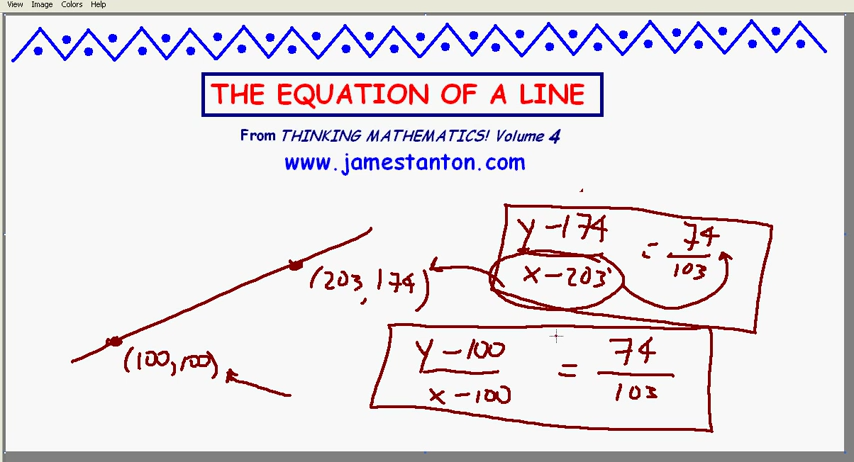 View Image Colors Help
THE EQUATION OF A LINE
From THINKING MATHEMATICS! Volume 4
www.jamestanton.com
y-174
x-203
= 74
103
(203,174)
(100,100)
y-100
x-100
= 74
103